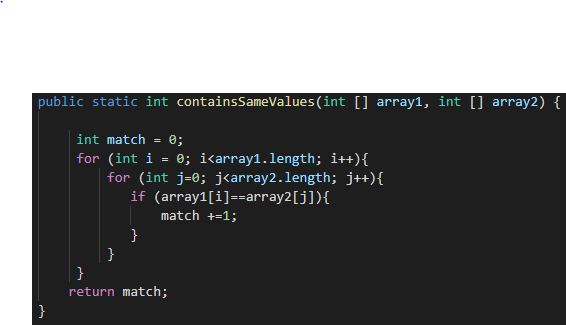 public static int containsSameValues(int [] array1, int [] array2) {
int match = 0;
for (int i = 0; i<array1.length; i++){
for (int j=0; j<array2.length; j++){
if (array1[i]==array2[j]){
match +=1;
}
}
}
return match;
}